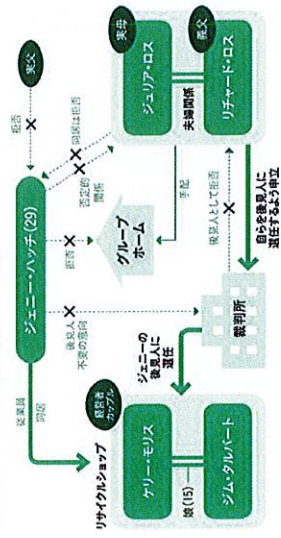 実父
拒否
ジェニー・ハッチ(29)
従業員
同居
後見人
不要の意向
拒否
否定的
関係
同居は拒否
実母
ジュリア・ロス
夫婦関係
義父
リチャード・ロス
グループ
ホーム
手配
後見人として拒否
自らを後見人に
選任するよう申立
裁判所
ジェニーの
後見人に
選任
リサイクルショップ
経営者
カップル
ケリー・モリス
娘(15)
ジム・タルバート